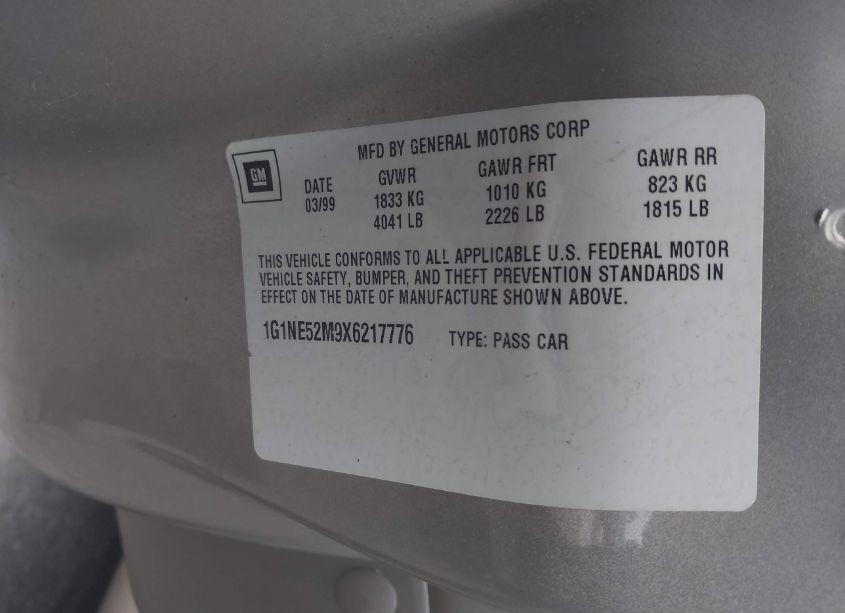 MFD BY GENERAL MOTORS CORP
GM
DATE GVWR GAWR FRT GAWR RR
03/99 1833 KG 1010 KG 823 KG
4041 LB 2226 LB 1815 LB
THIS VEHICLE CONFORMS TO ALL APPLICABLE U.S. FEDERAL MOTOR
VEHICLE SAFETY, BUMPER, AND THEFT PREVENTION STANDARDS IN
EFFECT ON THE DATE OF MANUFACTURE SHOWN ABOVE.
1G1NE52M9X6217776 TYPE: PASS CAR